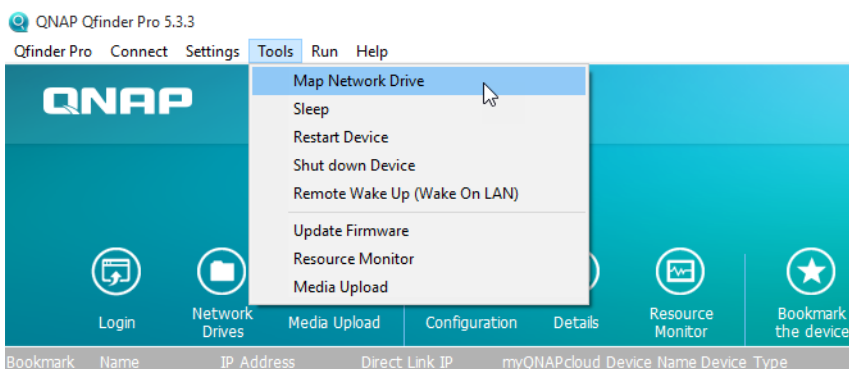 QNAP Qfinder Pro 5.3.3
Qfinder Pro Connect Settings Tools Run Help
QNAP
Map Network Drive
Sleep
Restart Device
Shut down Device
Remote Wake Up (Wake On LAN)
Update Firmware
Resource Monitor
Media Upload
Login
Network
Drives
Media Upload
Configuration
Details
Resource
Monitor
Bookmark
the device
Bookmark Name IP Address Direct Link IP myQNAPcloud Device Name Device Type